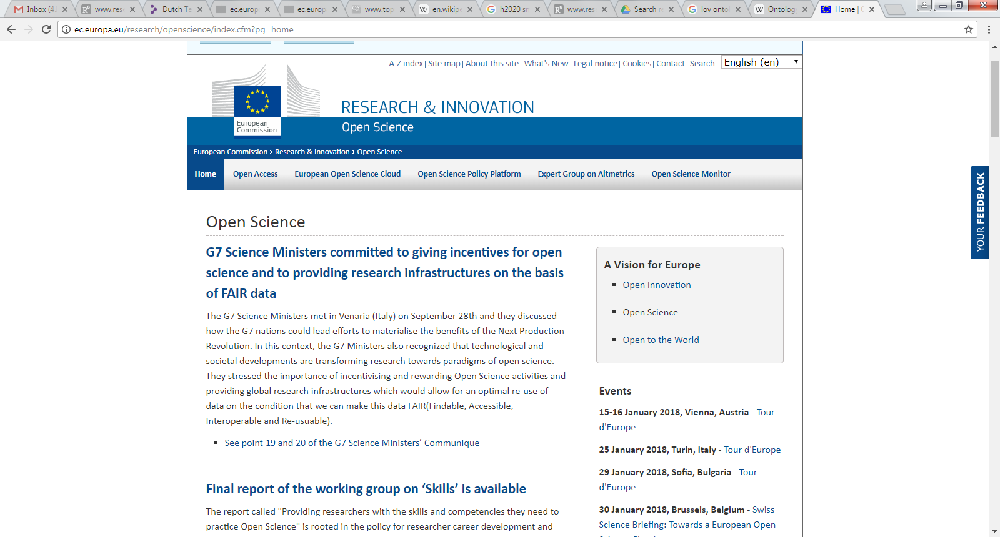 Inbox (4
www.res
Dutch Te
ec.europ
ec.europ
www.top
en.wikip
h2020 sn
www.res
Search re
lov onto
Ontolog
Home |
ec.europa.eu/research/openscience/index.cfm?pg=home
| A-Z index | Site map | About this site | What's New | Legal notice | Cookies | Contact | Search
English (en)
European
Commission
RESEARCH & INNOVATION
Open Science
European Commission > Research & Innovation > Open Science
Home Open Access European Open Science Cloud Open Science Policy Platform Expert Group on Altmetrics Open Science Monitor
YOUR FEEDBACK
Open Science
G7 Science Ministers committed to giving incentives for open
science and to providing research infrastructures on the basis
of FAIR data
The G7 Science Ministers met in Venaria (Italy) on September 28th and they discussed
how the G7 nations could lead efforts to materialise the benefits of the Next Production
Revolution. In this context, the G7 Ministers also recognized that technological and
societal developments are transforming research towards paradigms of open science.
They stressed the importance of incentivising and rewarding Open Science activities and
providing global research infrastructures which would allow for an optimal re-use of
data on the condition that we can make this data FAIR(Findable, Accessible,
Interoperable and Re-usuable).
See point 19 and 20 of the G7 Science Ministers’ Communique
Final report of the working group on ‘Skills’ is available
The report called "Providing researchers with the skills and competencies they need to
practice Open Science" is rooted in the policy for researcher career development and
A Vision for Europe
Open Innovation
Open Science
Open to the World
Events
15-16 January 2018, Vienna, Austria - Tour
d'Europe
25 January 2018, Turin, Italy - Tour d'Europe
29 January 2018, Sofia, Bulgaria - Tour
d'Europe
30 January 2018, Brussels, Belgium - Swiss
Science Briefing: Towards a European Open